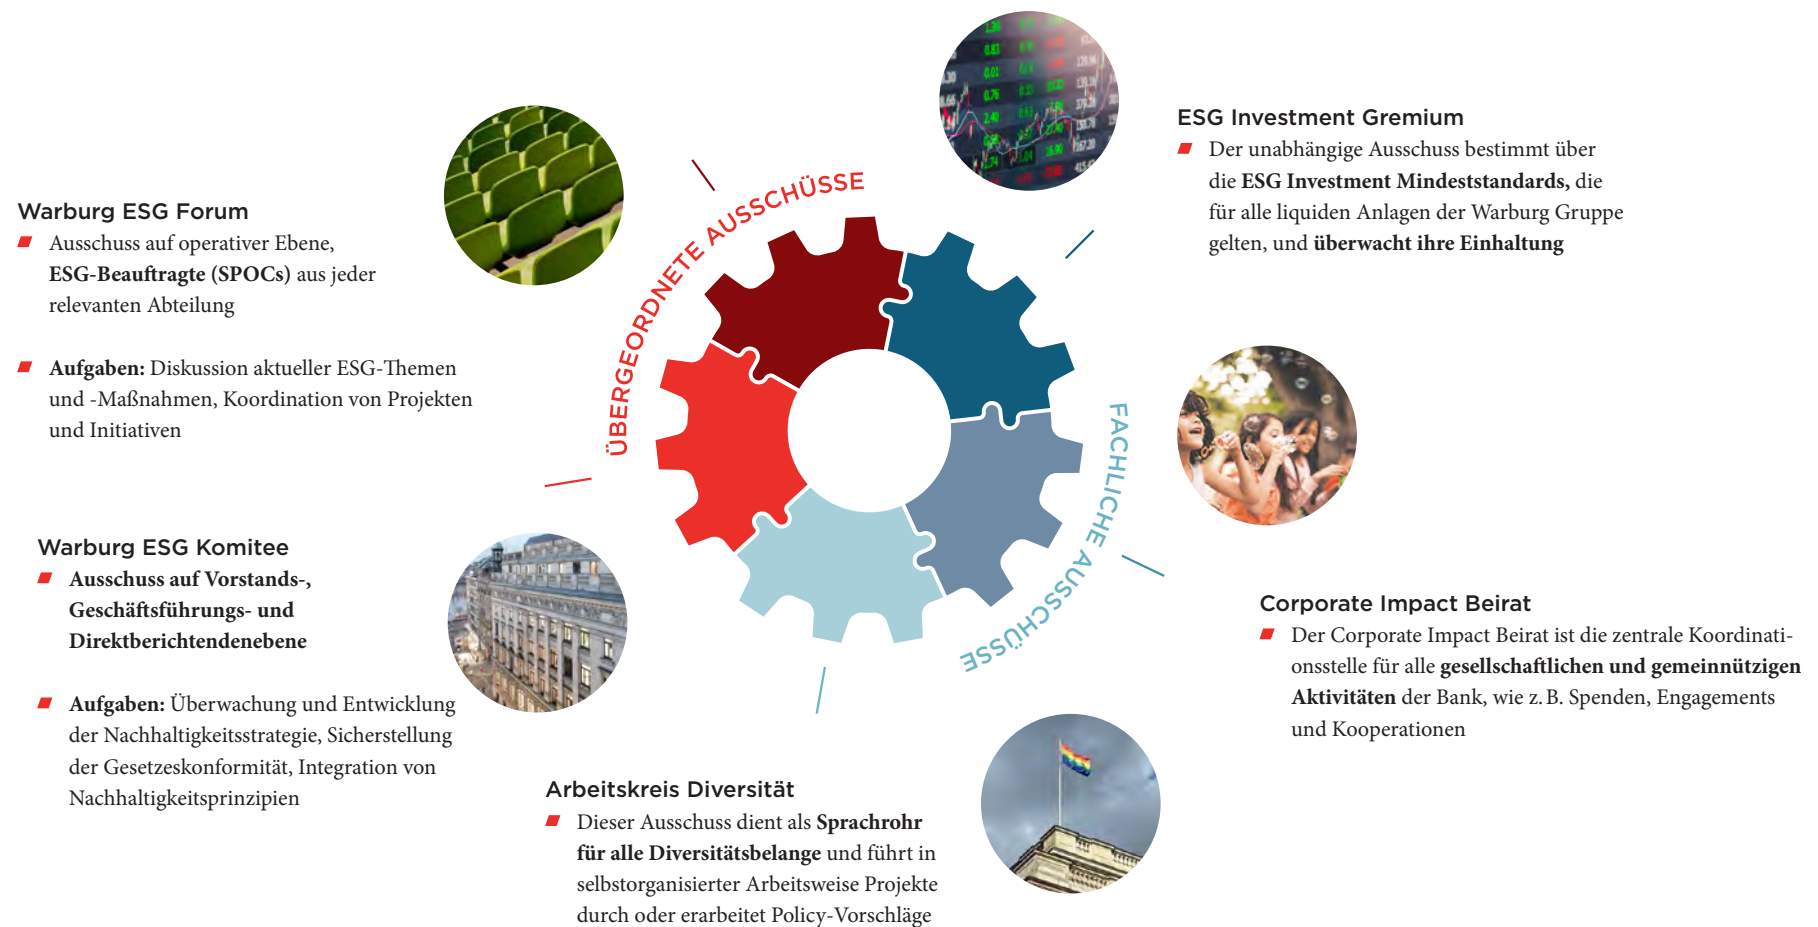 Warburg ESG Forum
Ausschuss auf operativer Ebene,
ESG-Beauftragte (SPOCs) aus jeder
relevanten Abteilung
Aufgaben: Diskussion aktueller ESG-Themen
und -Maßnahmen, Koordination von Projekten
und Initiativen
Warburg ESG Komitee
Ausschuss auf Vorstands-,
Geschäftsführungs- und
Direktberichtendenebene
Aufgaben: Überwachung und Entwicklung
der Nachhaltigkeitsstrategie, Sicherstellung
der Gesetzeskonformität, Integration von
Nachhaltigkeitsprinzipien
ÜBERGEORDNETE AUSSCHÜSSE
FACHLICHE AUSSCHÜSSE
ESG Investment Gremium
Der unabhängige Ausschuss bestimmt über
die ESG Investment Mindeststandards, die
für alle liquiden Anlagen der Warburg Gruppe
gelten, und überwacht ihre Einhaltung
Corporate Impact Beirat
Der Corporate Impact Beirat ist die zentrale Koordinati-
onsstelle für alle gesellschaftlichen und gemeinnützigen
Aktivitäten der Bank, wie z. B. Spenden, Engagements
und Kooperationen
Arbeitskreis Diversität
Dieser Ausschuss dient als Sprachrohr
für alle Diversitätsbelange und führt in
selbstorganisierter Arbeitsweise Projekte
durch oder erarbeitet Policy-Vorschläge